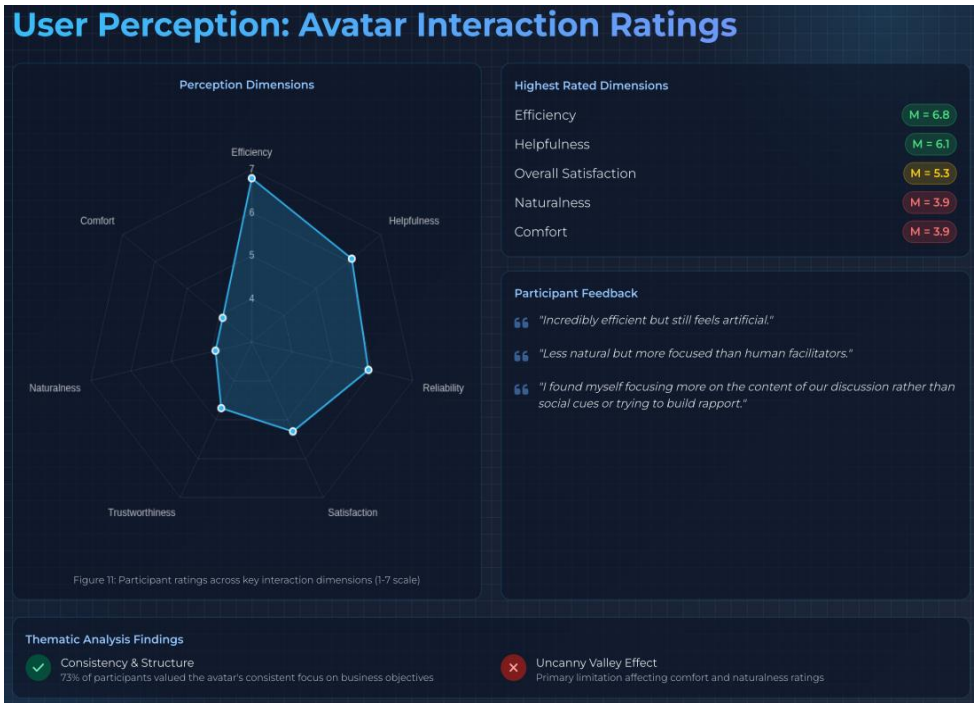 User Perception: Avatar Interaction Ratings
Perception Dimensions
Efficiency
7
Comfort
Helpfulness
6
5
4
Naturalness
Reliability
Trustworthiness
Satisfaction
Figure 11: Participant ratings across key interaction dimensions (1-7 scale)
Highest Rated Dimensions
Efficiency M = 6.8
Helpfulness M = 6.1
Overall Satisfaction M = 5.3
Naturalness M = 3.9
Comfort M = 3.9
Participant Feedback
"Incredibly efficient but still feels artificial."
"Less natural but more focused than human facilitators."
"I found myself focusing more on the content of our discussion rather than
social cues or trying to build rapport."
Thematic Analysis Findings
Consistency & Structure
73% of participants valued the avatar's consistent focus on business objectives
Uncanny Valley Effect
Primary limitation affecting comfort and naturalness ratings